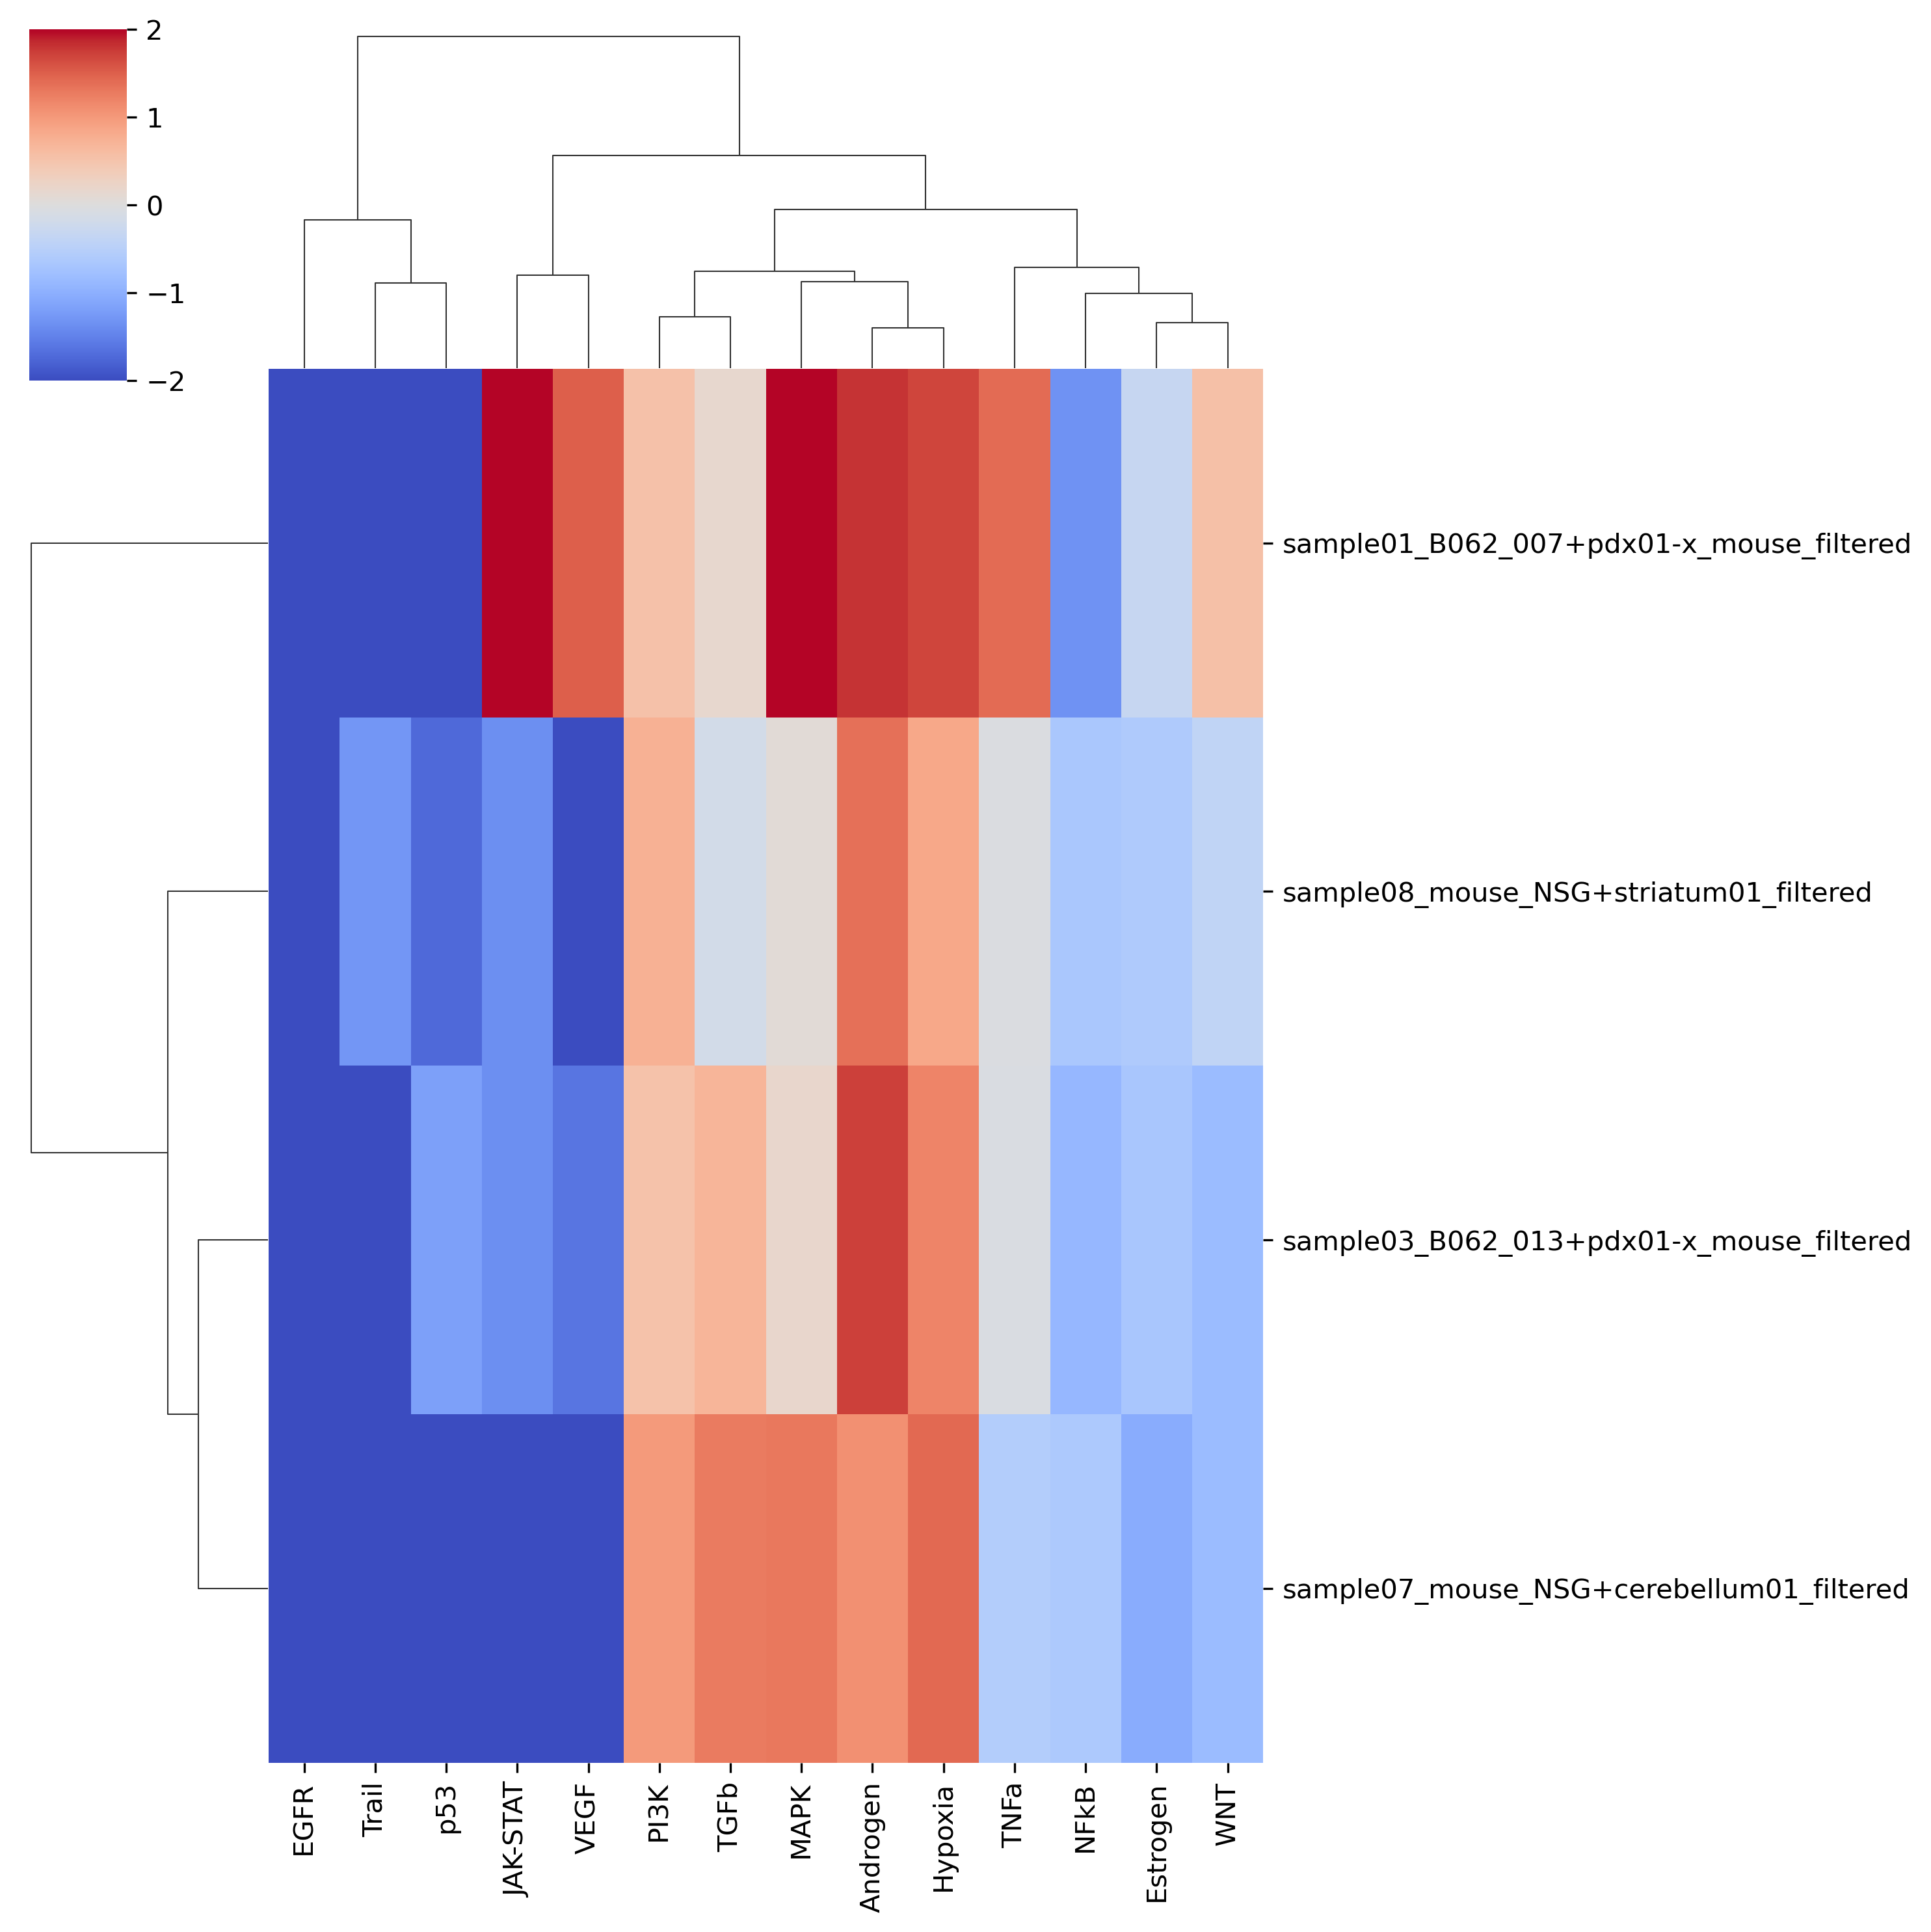 2
1
0
−1
−2
sample01_B062_007+pdx01-x_mouse_filtered
sample08_mouse_NSG+striatum01_filtered
sample03_B062_013+pdx01-x_mouse_filtered
sample07_mouse_NSG+cerebellum01_filtered
EGFR
Trail
p53
JAK-STAT
VEGF
PI3K
TGFb
MAPK
Androgen
Hypoxia
TNFa
NFkB
Estrogen
WNT